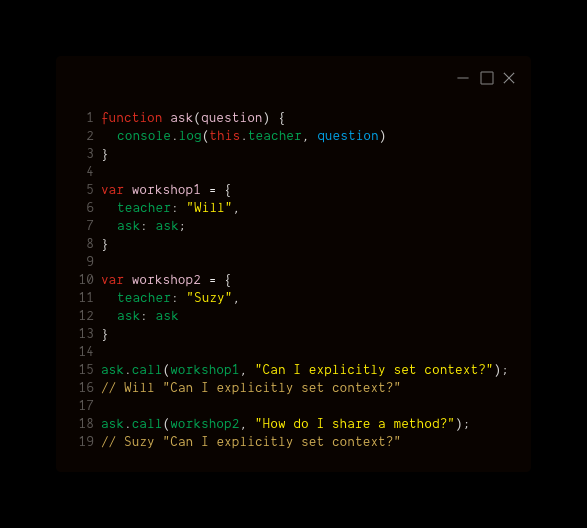 1 function ask(question) {
2 console.log(this.teacher, question)
3 }
4
5 var workshop1 = {
6 teacher: "Will",
7 ask: ask;
8 }
9
10 var workshop2 = {
11 teacher: "Suzy",
12 ask: ask
13 }
14
15 ask.call(workshop1, "Can I explicitly set context?");
16 // Will "Can I explicitly set context?"
17
18 ask.call(workshop2, "How do I share a method?");
19 // Suzy "Can I explicitly set context?"